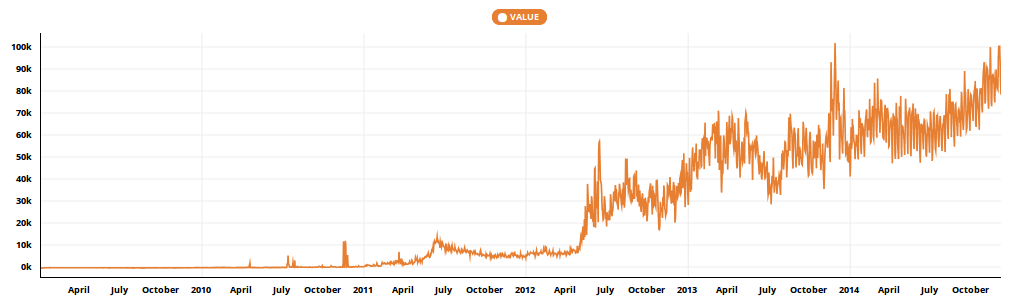 VALUE
100k
90k
80k
70k
60k
50k
40k
30k
20k
10k
0k
April July October 2010 April July October 2011 April July October 2012 April July October 2013 April July October 2014 April July October